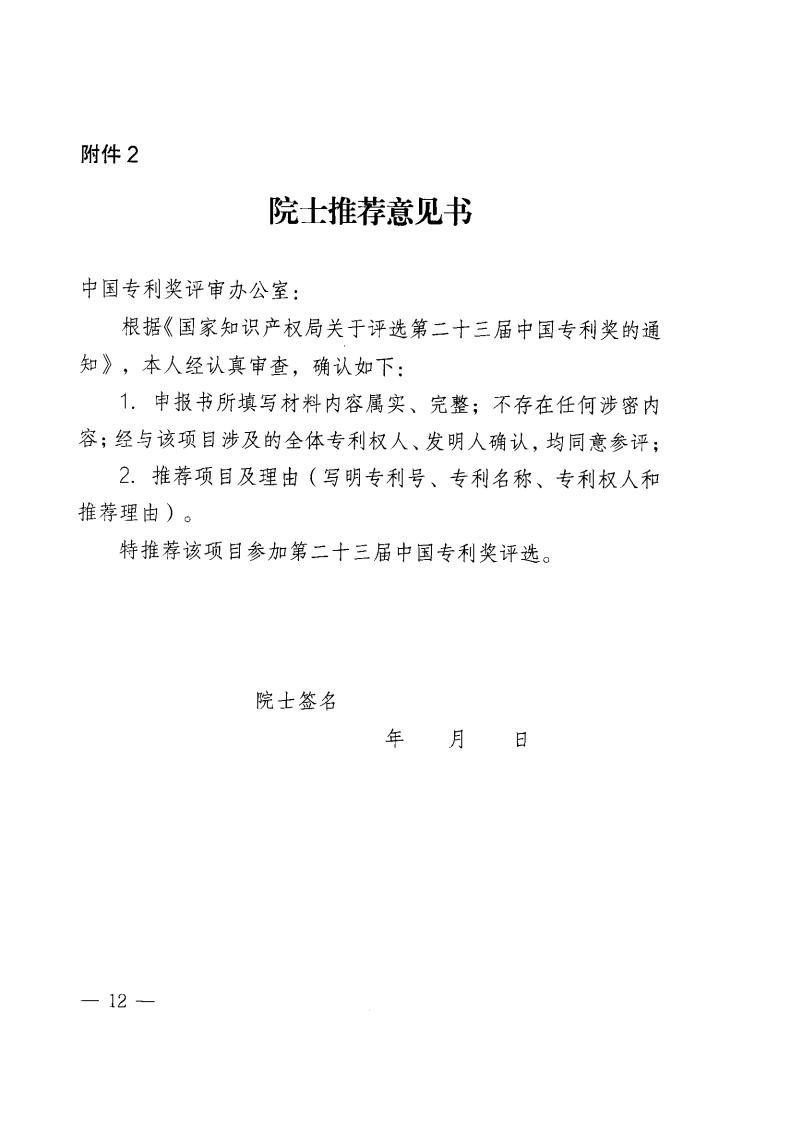 附件2
院士推荐意见书
中国专利奖评审办公室：
根据《国家知识产权局关于评选第二十三届中国专利奖的通
知》，本人经认真审查，确认如下：
1. 申报书所填写材料内容属实、完整；不存在任何涉密内
容；经与该项目涉及的全体专利权人、发明人确认，均同意参评；
2. 推荐项目及理由（写明专利号、专利名称、专利权人和
推荐理由）。
特推荐该项目参加第二十三届中国专利奖评选。
院士签名
年 月 日
— 12 —